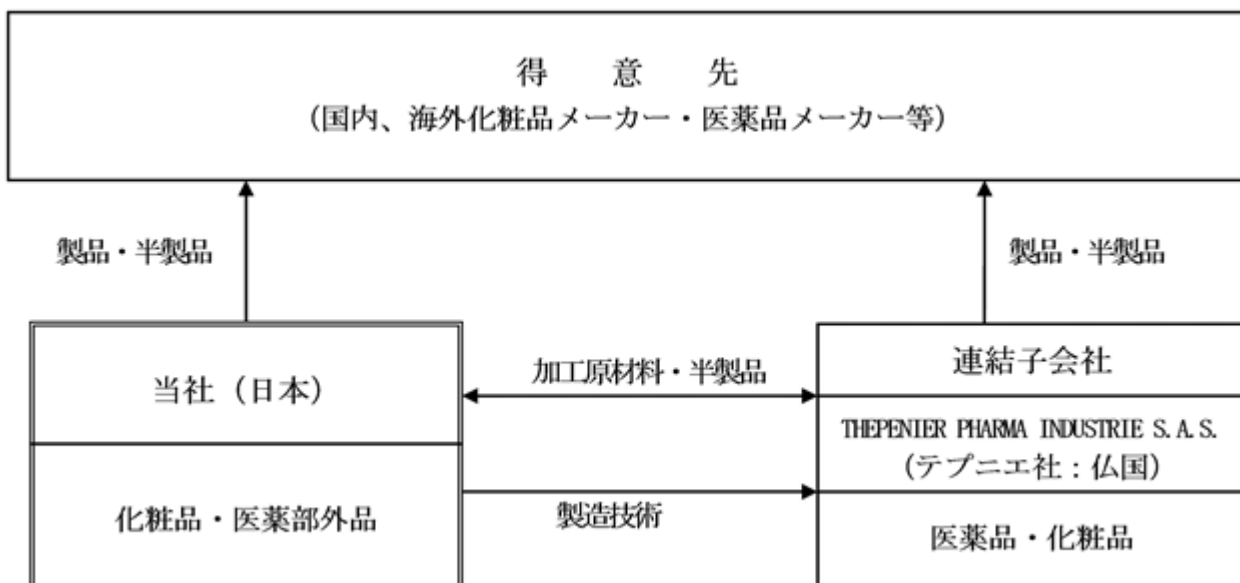 得　意　先
（国内、海外化粧品メーカー・医薬品メーカー等）
製品・半製品
製品・半製品
当社（日本）
加工原材料・半製品
連結子会社
THEPENIER PHARMA INDUSTRIE S.A.S.
（テプニエ社：仏国）
化粧品・医薬部外品
製造技術
医薬品・化粧品